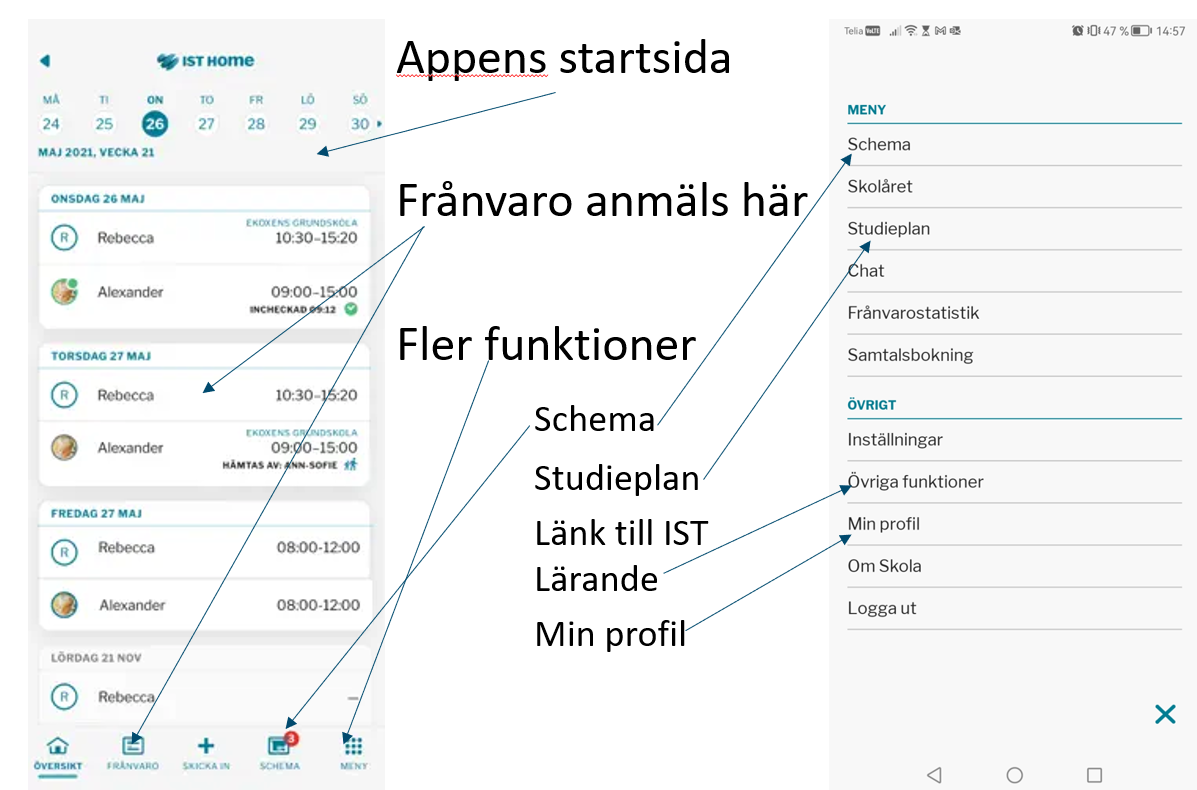 IST Home
MÅ TI ON TO FR LÖ SÖ
24 25 26 27 28 29 30
MAJ 2021, VECKA 21
ONSDAG 26 MAJ
EKOXENS GRUNDSKOLA
R Rebecca 10:30–15:20
Alexander 09:00–15:00
INCHECKAD 09:12
TORSDAG 27 MAJ
R Rebecca 10:30–15:20
EKOXENS GRUNDSKOLA
Alexander 09:00–15:00
HÄMTAS AV: ANN-SOFIE
FREDAG 27 MAJ
R Rebecca 08:00-12:00
Alexander 08:00-12:00
LÖRDAG 21 NOV
R Rebecca –
3
ÖVERSIKT FRÅNVARO SKICKA IN SCHEMA MENY
Appens startsida
Frånvaro anmäls här
Fler funktioner
Schema
Studieplan
Länk till IST
Lärande
Min profil
Telia VoLTE 47 % 14:57
MENY
Schema
Skolåret
Studieplan
Chat
Frånvarostatistik
Samtalsbokning
ÖVRIGT
Inställningar
Övriga funktioner
Min profil
Om Skola
Logga ut